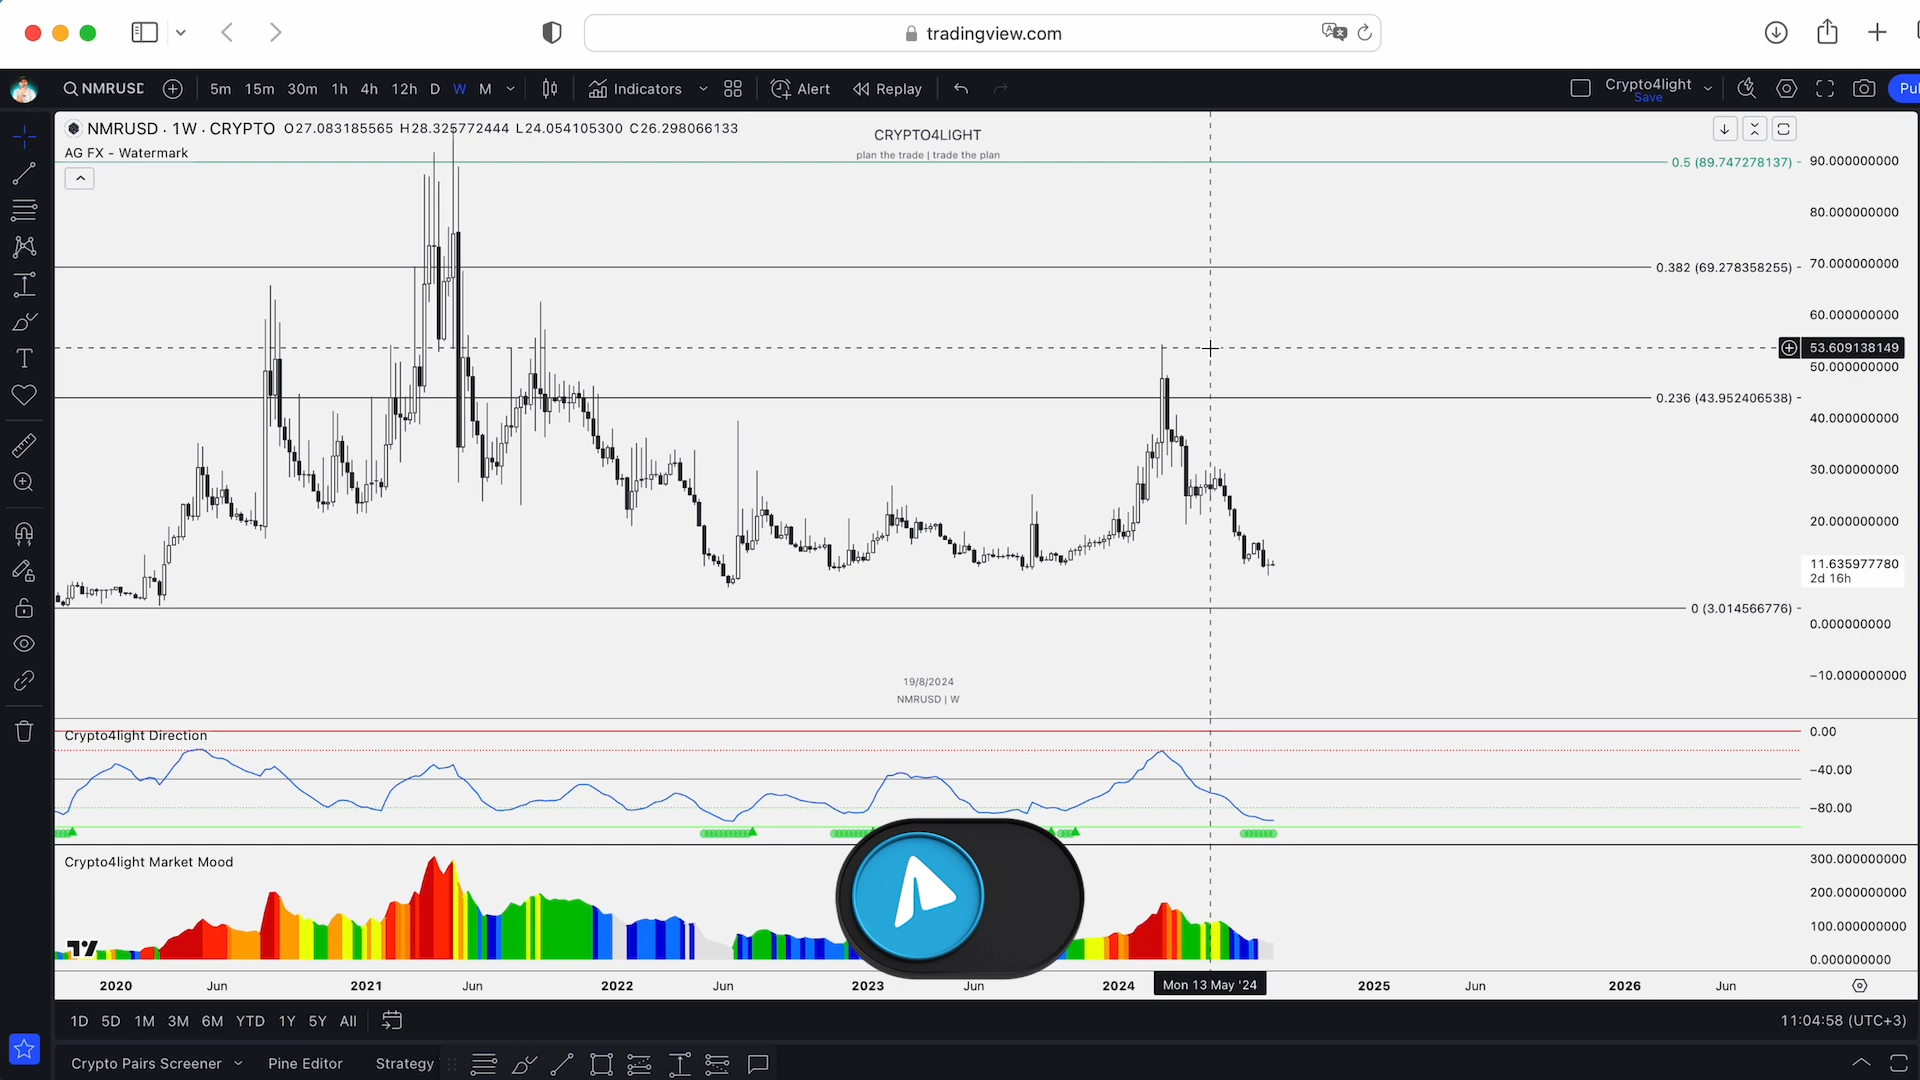 tradingview.com
NMRUSD
5m 15m 30m 1h 4h 12h D W M
Indicators
Alert
Replay
Crypto4light
Save
NMRUSD · 1W · CRYPTO O27.083185565 H28.325772444 L24.054105300 C26.298066133
AG FX - Watermark
CRYPTO4LIGHT
plan the trade | trade the plan
0.5 (89.747278137)
0.382 (69.278358255)
0.236 (43.952406538)
0 (3.014566776)
90.000000000
80.000000000
70.000000000
60.000000000
53.609138149
50.000000000
40.000000000
30.000000000
20.000000000
11.635977780
2d 16h
0.000000000
−10.000000000
19/8/2024
NMRUSD | W
Crypto4light Direction
0.00
−40.00
−80.00
Crypto4light Market Mood
300.000000000
200.000000000
100.000000000
0.000000000
2020 Jun 2021 Jun 2022 Jun 2023 Jun 2024 Mon 13 May '24 2025 Jun 2026 Jun
1D 5D 1M 3M 6M YTD 1Y 5Y All
11:04:58 (UTC+3)
Crypto Pairs Screener Pine Editor Strategy